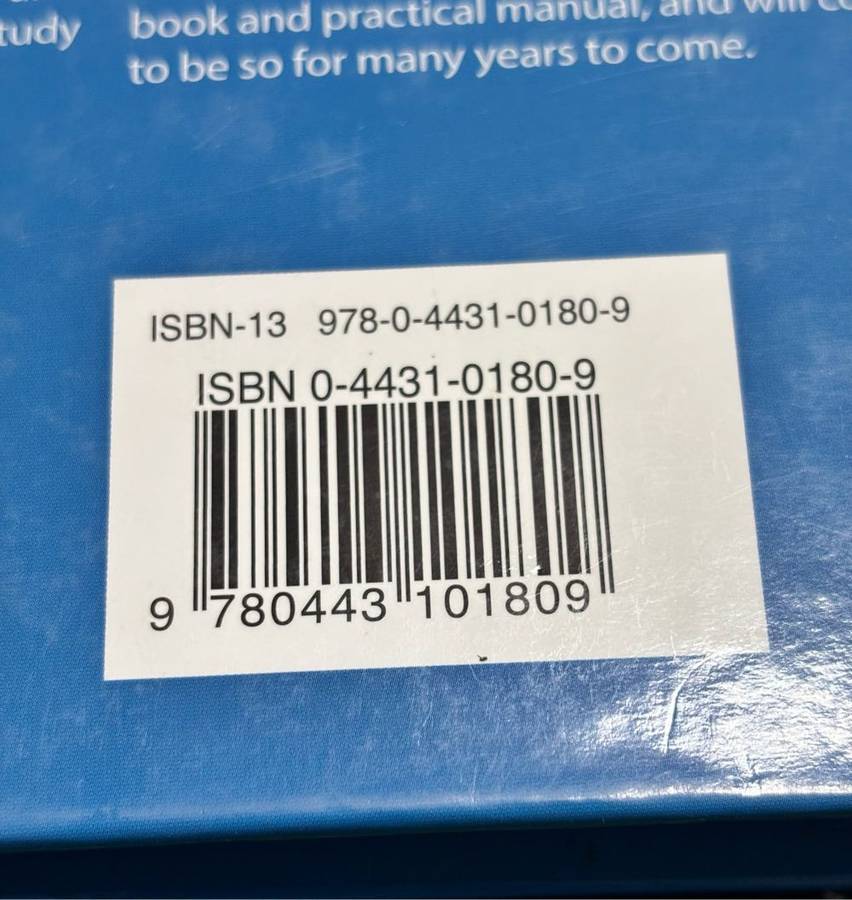 tudy
book and practical manual, and will co
to be so for many years to come.
ISBN-13 978-0-4431-0180-9
ISBN 0-4431-0180-9
9 780443 101809